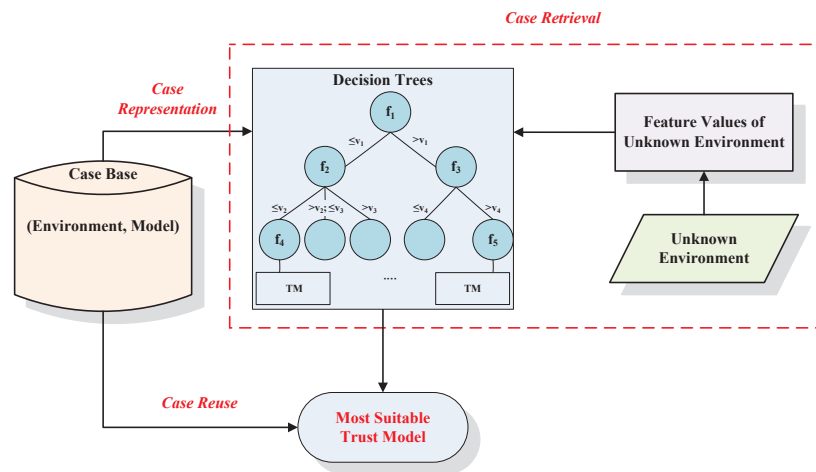 Case Retrieval
Case
Representation
Decision Trees
f1
≤v1
>v1
f2
f3
≤v2
>v2; ≤v3
>v3
≤v4
>v4
f4
f5
TM
....
TM
Case Base
(Environment, Model)
Feature Values of
Unknown Environment
Unknown
Environment
Case Reuse
Most Suitable
Trust Model